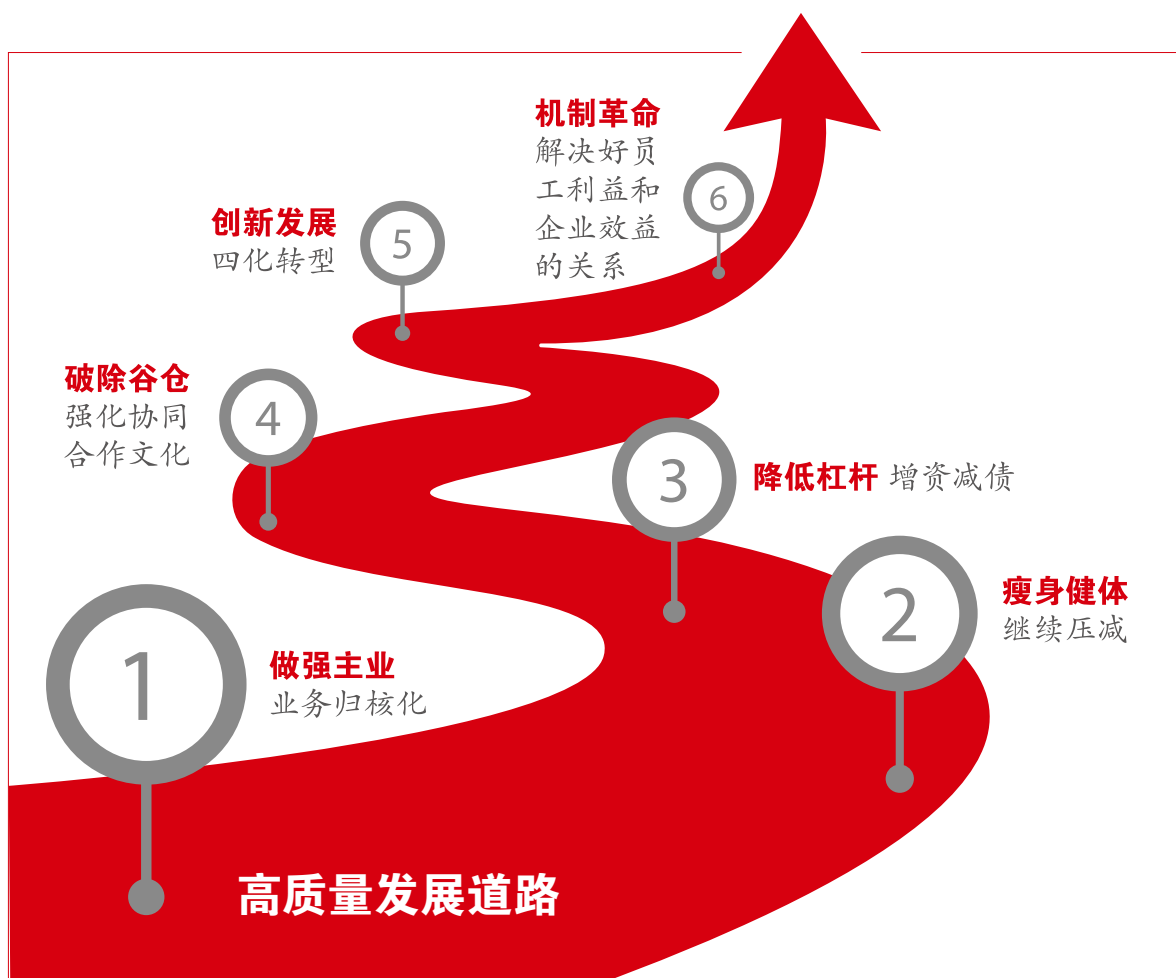 机制革命
解决好员
工利益和
企业效益
的关系
6
创新发展
四化转型
5
破除谷仓
强化协同
合作文化
4
3
降低杠杆 增资减债
2
瘦身健体
继续压减
1
做强主业
业务归核化
高质量发展道路